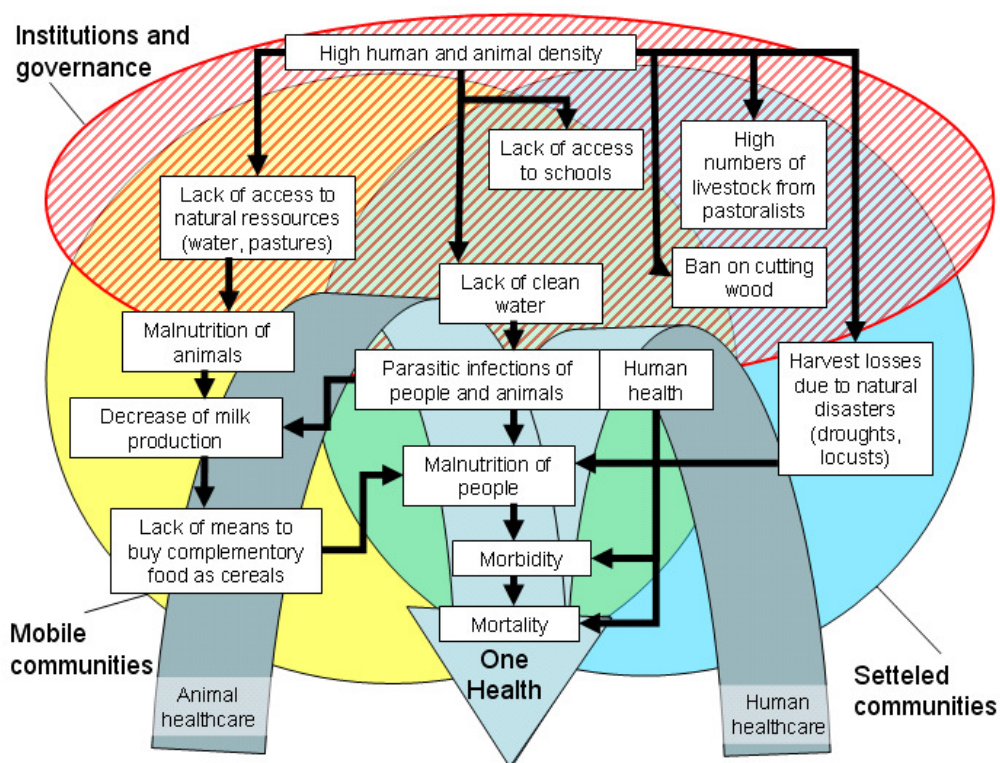 Institutions and
governance
High human and animal density
Lack of access
to schools
High
numbers of
livestock from
pastoralists
Lack of access to
natural ressources
(water, pastures)
Ban on cutting
wood
Lack of clean
water
Malnutrition of
animals
Parasitic infections of
people and animals
Human
health
Harvest losses
due to natural
disasters
(droughts,
locusts)
Decrease of milk
production
Malnutrition of
people
Lack of means to
buy complementory
food as cereals
Morbidity
Mortality
Mobile
communities
One
Health
Setteled
communities
Animal
healthcare
Human
healthcare